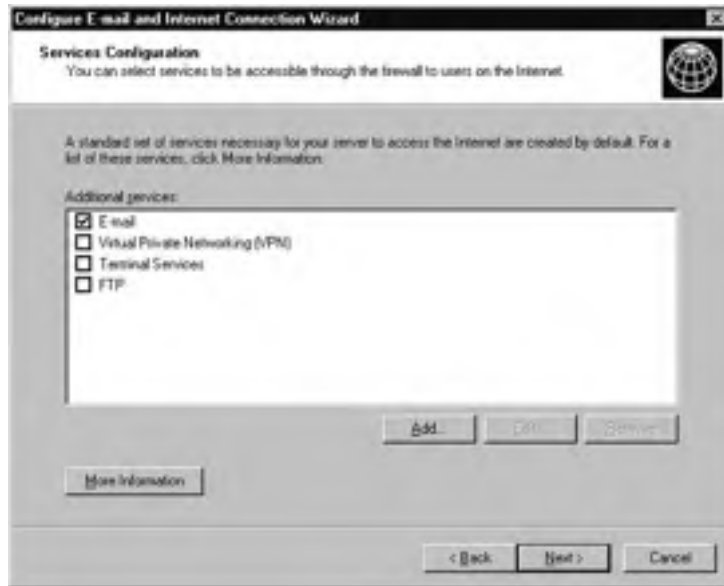 Configure E-mail and Internet Connection Wizard
Services Configuration
You can select services to be accessible through the firewall to users on the Internet.
A standard set of services necessary for your server to access the Internet are created by default. For a
list of these services, click More Information.
Additional services:
E-mail
Virtual Private Networking (VPN)
Terminal Services
FTP
Add...
Edit...
Remove
More Information
< Back
Next >
Cancel